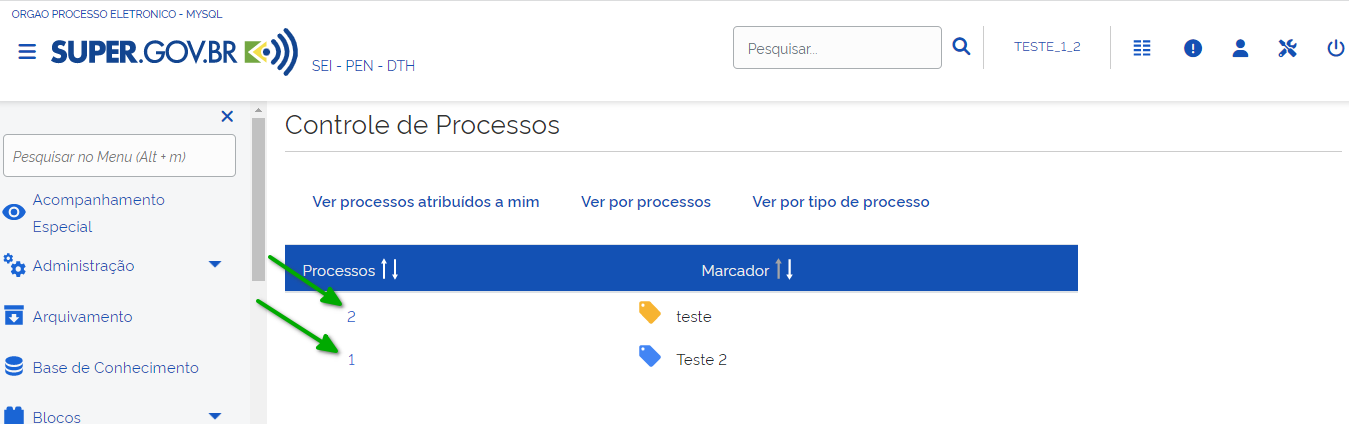 ORGAO PROCESSO ELETRONICO - MYSQL
SUPER.GOV.BR
SEI - PEN - DTH
Pesquisar...
TESTE_1_2
Pesquisar no Menu (Alt + m)
Acompanhamento
Especial
Administração
Arquivamento
Base de Conhecimento
Blocos
Controle de Processos
Ver processos atribuídos a mim Ver por processos Ver por tipo de processo
Processos Marcador
2 teste
1 Teste 2